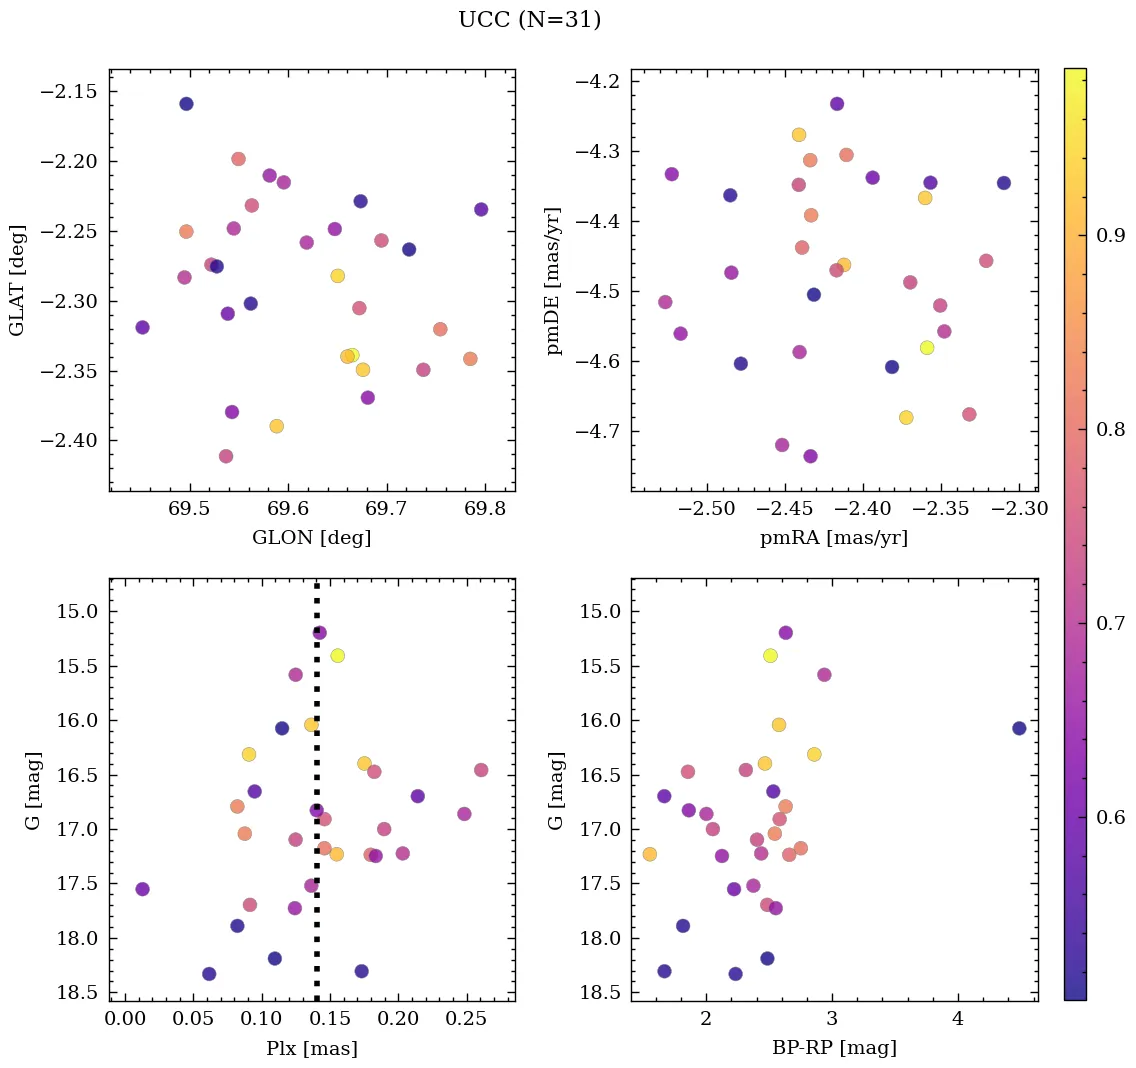 UCC (N=31)
−2.15
−2.20
−2.25
−2.30
−2.35
−2.40
GLAT [deg]
69.5 69.6 69.7 69.8
GLON [deg]
−4.2
−4.3
−4.4
−4.5
−4.6
−4.7
pmDE [mas/yr]
−2.50 −2.45 −2.40 −2.35 −2.30
pmRA [mas/yr]
15.0
15.5
16.0
16.5
17.0
17.5
18.0
18.5
G [mag]
0.00 0.05 0.10 0.15 0.20 0.25
Plx [mas]
15.0
15.5
16.0
16.5
17.0
17.5
18.0
18.5
G [mag]
2 3 4
BP-RP [mag]
0.9
0.8
0.7
0.6